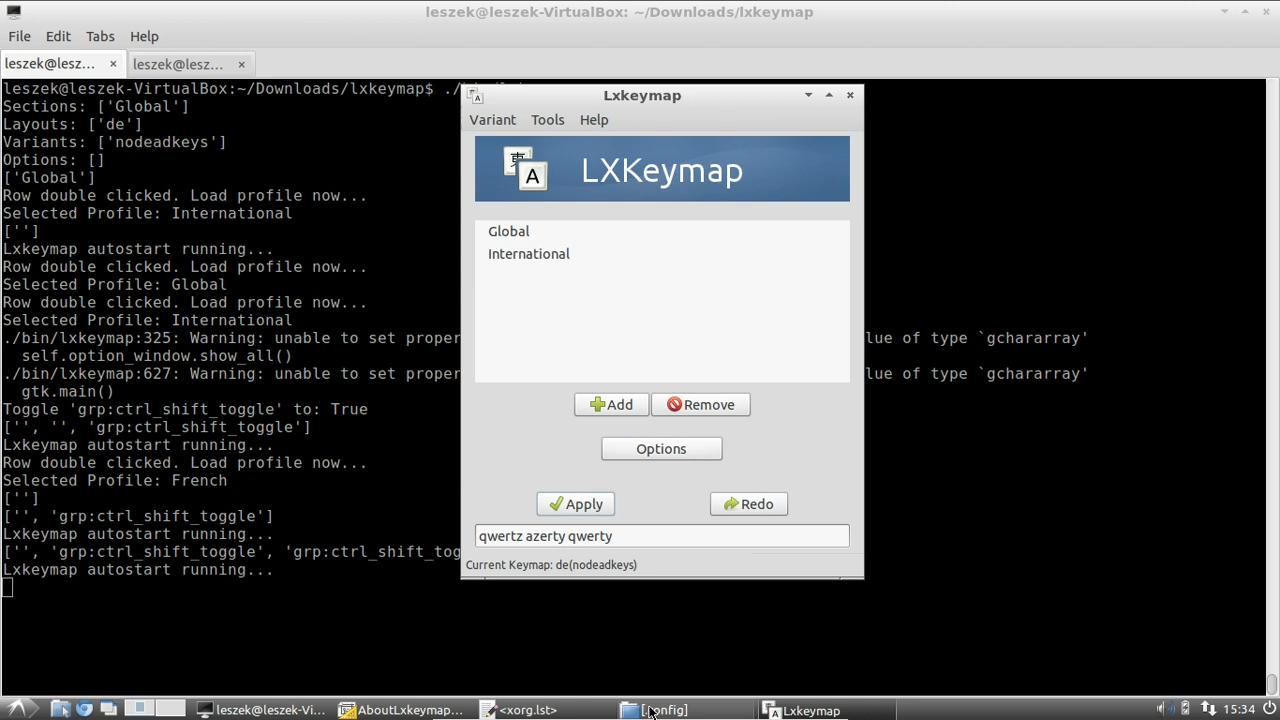 leszek@leszek-VirtualBox: ~/Downloads/lxkeymap
File Edit Tabs Help
leszek@lesz... × leszek@lesz... ×
leszek@leszek-VirtualBox:~/Downloads/lxkeymap$ ./
Sections: ['Global']
Layouts: ['de']
Variants: ['nodeadkeys']
Options: []
['Global']
Row double clicked. Load profile now...
Selected Profile: International
['']
Lxkeymap autostart running...
Row double clicked. Load profile now...
Selected Profile: Global
Row double clicked. Load profile now...
Selected Profile: International
./bin/lxkeymap:325: Warning: unable to set proper lue of type `gchararray'
self.option_window.show_all()
./bin/lxkeymap:627: Warning: unable to set proper lue of type `gchararray'
gtk.main()
Toggle 'grp:ctrl_shift_toggle' to: True
['', '', 'grp:ctrl_shift_toggle']
Lxkeymap autostart running...
Row double clicked. Load profile now...
Selected Profile: French
['']
['', 'grp:ctrl_shift_toggle']
Lxkeymap autostart running...
['', 'grp:ctrl_shift_toggle', 'grp:ctrl_shift_tog
Lxkeymap autostart running...
Lxkeymap
Variant Tools Help
A LXKeymap
Global
International
Add Remove
Options
Apply Redo
qwertz azerty qwerty
Current Keymap: de(nodeadkeys)
leszek@leszek-Vi... AboutLxkeymap... <xorg.lst> Lxkeymap 15:34